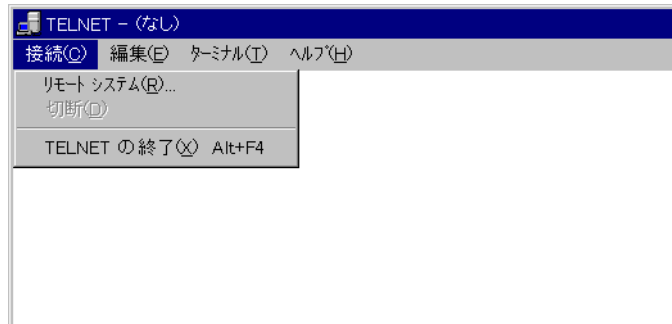 TELNET - (なし)
接続(C) 編集(E) ターミナル(T) ヘルプ(H)
リモート システム(R)...
切断(D)
TELNET の終了(X) Alt+F4